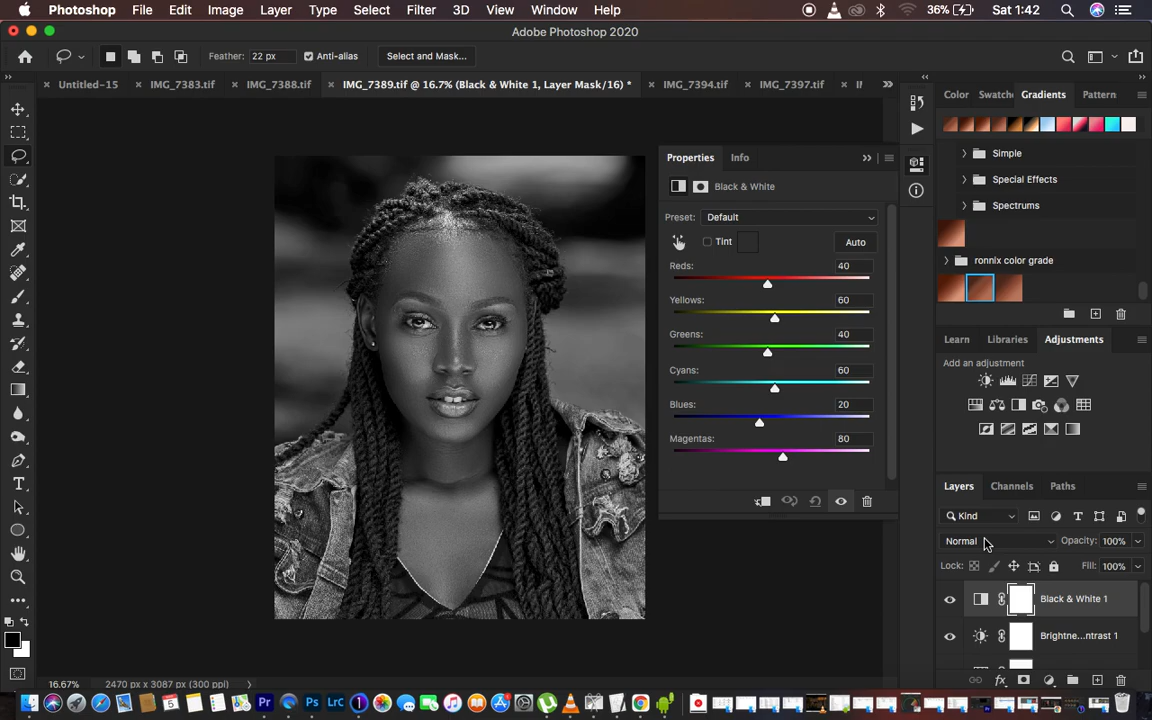 Photoshop File Edit Image Layer Type Select Filter 3D View Window Help 36% Sat 1:42
Adobe Photoshop 2020
Feather: 22 px Anti-alias Select and Mask...
Untitled-15 IMG_7383.tif IMG_7388.tif IMG_7389.tif @ 16.7% (Black & White 1, Layer Mask/16) * IMG_7394.tif IMG_7397.tif
Color Swatche Gradients Pattern
Simple
Special Effects
Spectrums
ronnix color grade
Properties Info
Black & White
Preset: Default
Tint Auto
Reds: 40
Yellows: 60
Greens: 40
Cyans: 60
Blues: 20
Magentas: 80
Learn Libraries Adjustments
Add an adjustment
Layers Channels Paths
Kind
Normal Opacity: 100%
Lock: Fill: 100%
Black & White 1
Brightne...ntrast 1
16.67% 2470 px x 3087 px (300 ppi)
5 Pr Ps LrC